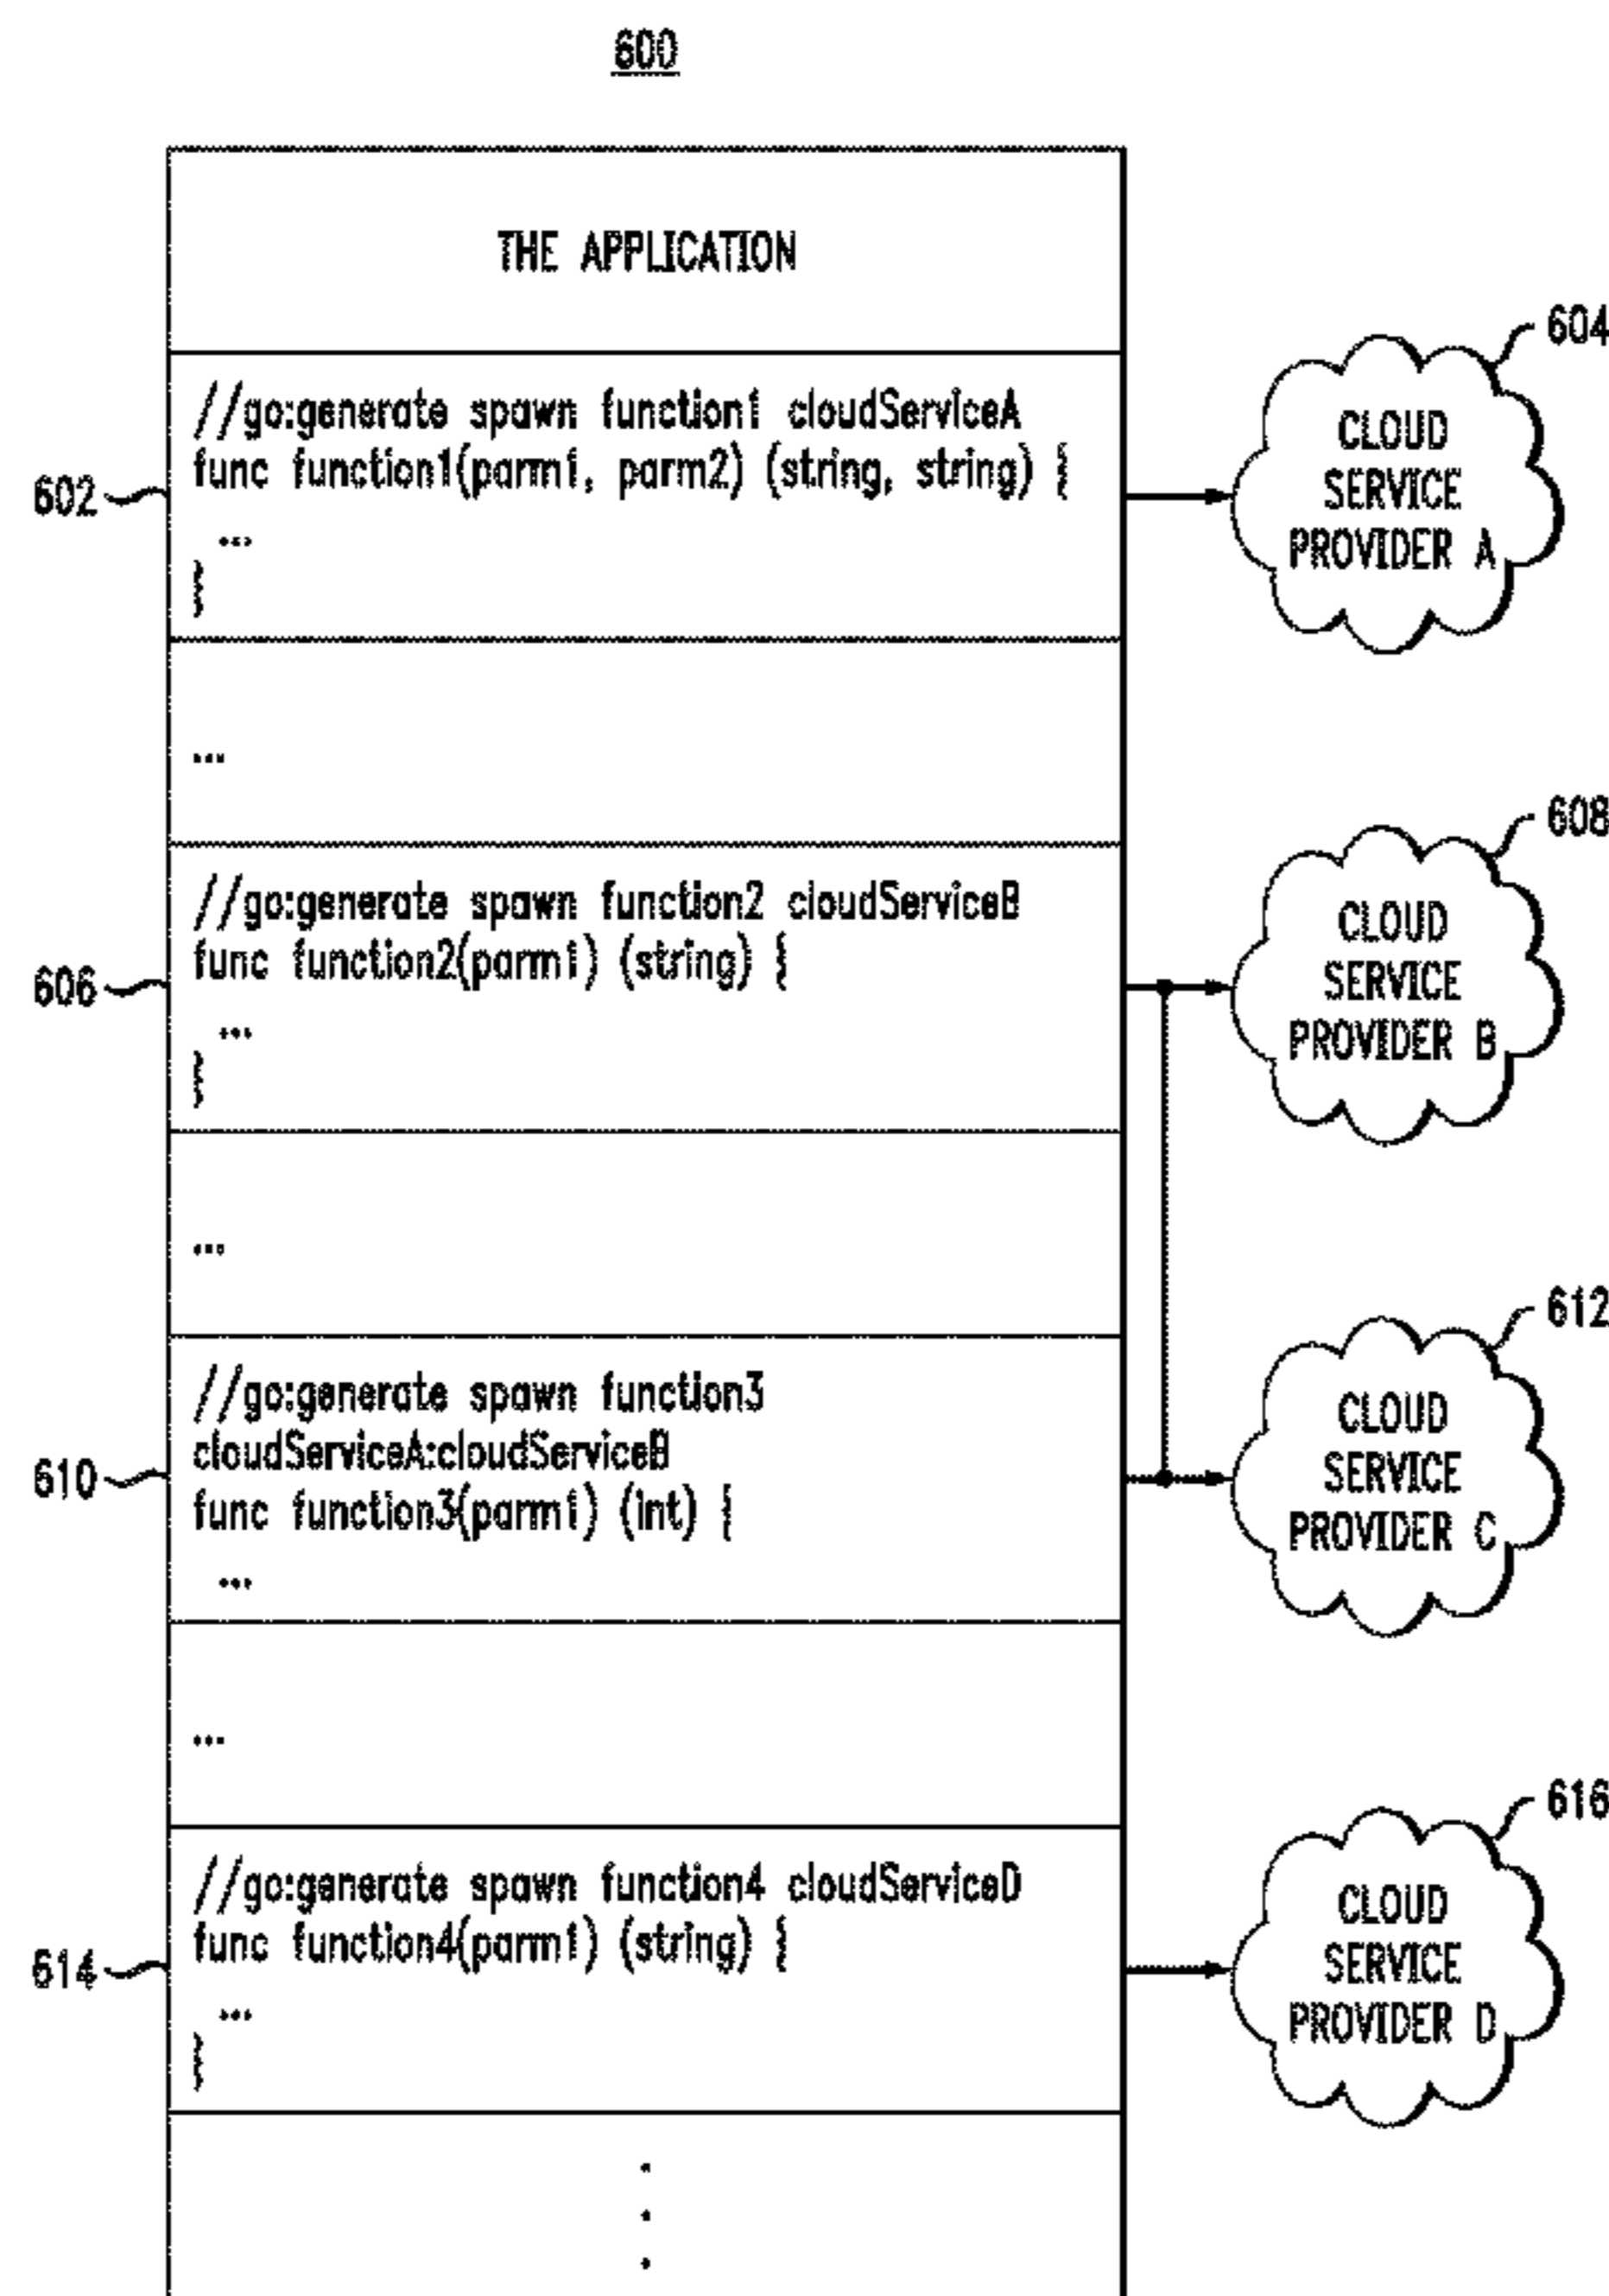 600
THE APPLICATION
//go:generate spawn function1 cloudServiceA
func function1(parm1, parm2) (string, string) {
...
}
602
604
CLOUD
SERVICE
PROVIDER A
...
//go:generate spawn function2 cloudServiceB
func function2(parm1) (string) {
...
}
606
608
CLOUD
SERVICE
PROVIDER B
...
//go:generate spawn function3
cloudServiceA:cloudServiceB
func function3(parm1) (int) {
...
610
612
CLOUD
SERVICE
PROVIDER C
...
//go:generate spawn function4 cloudServiceD
func function4(parm1) (string) {
...
}
614
616
CLOUD
SERVICE
PROVIDER D
.
.
.